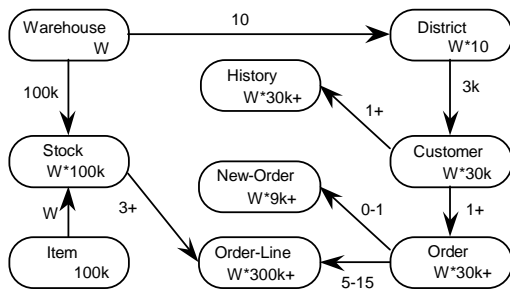 Warehouse
W
10
District
W*10
100k
History
W*30k+
3k
1+
Stock
W*100k
Customer
W*30k
New-Order
W*9k+
W
3+
0-1
1+
Item
100k
Order-Line
W*300k+
5-15
Order
W*30k+